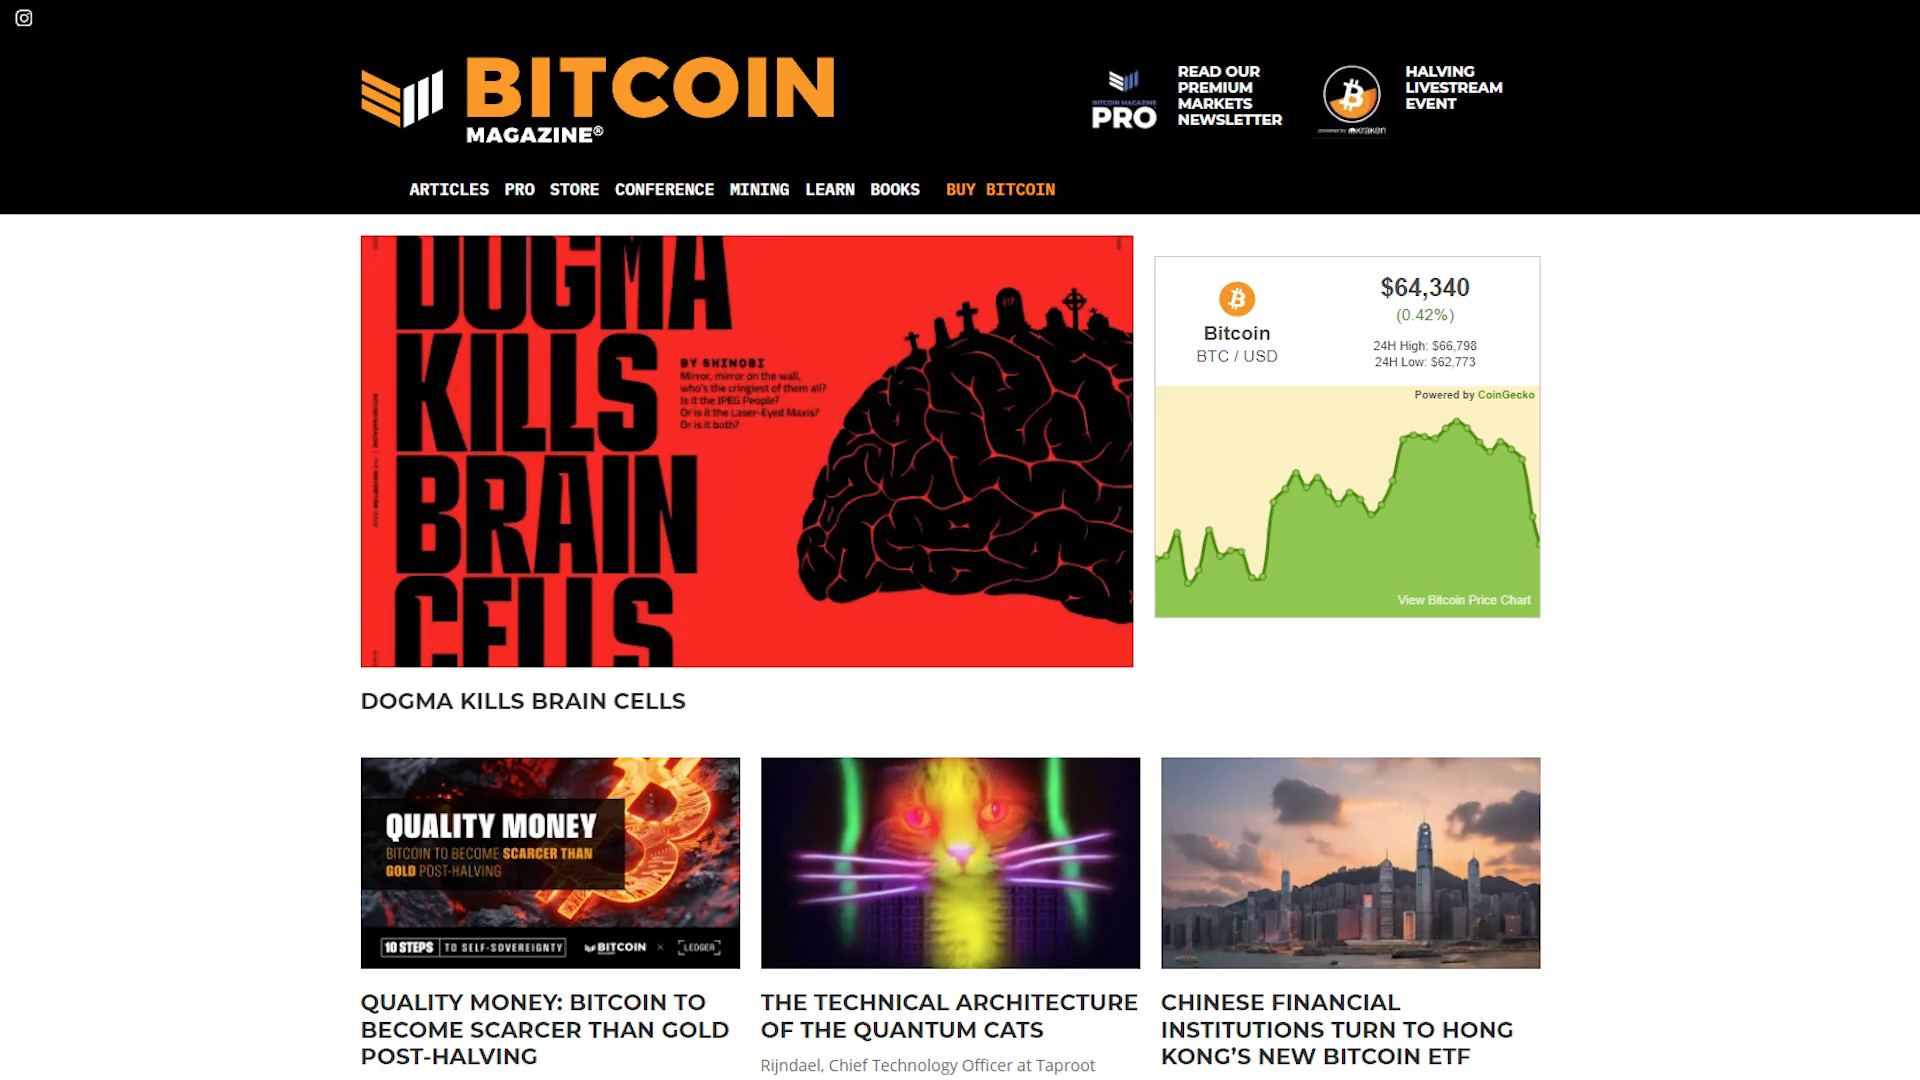 BITCOIN
MAGAZINE®
BITCOIN MAGAZINE
PRO
READ OUR
PREMIUM
MARKETS
NEWSLETTER
powered by kraken
HALVING
LIVESTREAM
EVENT
ARTICLES PRO STORE CONFERENCE MINING LEARN BOOKS BUY BITCOIN
DOGMA
KILLS
BRAIN
CELLS
BY SHINOBI
Mirror, mirror on the wall,
who's the cringiest of them all?
Is it the JPEG People?
Or is it the Laser-Eyed Maxis?
Or is it both?
RIP
Bitcoin
BTC / USD
$64,340
(0.42%)
24H High: $66,798
24H Low: $62,773
Powered by CoinGecko
View Bitcoin Price Chart
DOGMA KILLS BRAIN CELLS
QUALITY MONEY
BITCOIN TO BECOME SCARCER THAN
GOLD POST-HALVING
10 STEPS TO SELF-SOVEREIGNTY BITCOIN × LEDGER
QUALITY MONEY: BITCOIN TO
BECOME SCARCER THAN GOLD
POST-HALVING
THE TECHNICAL ARCHITECTURE
OF THE QUANTUM CATS
Rijndael, Chief Technology Officer at Taproot
CHINESE FINANCIAL
INSTITUTIONS TURN TO HONG
KONG’S NEW BITCOIN ETF